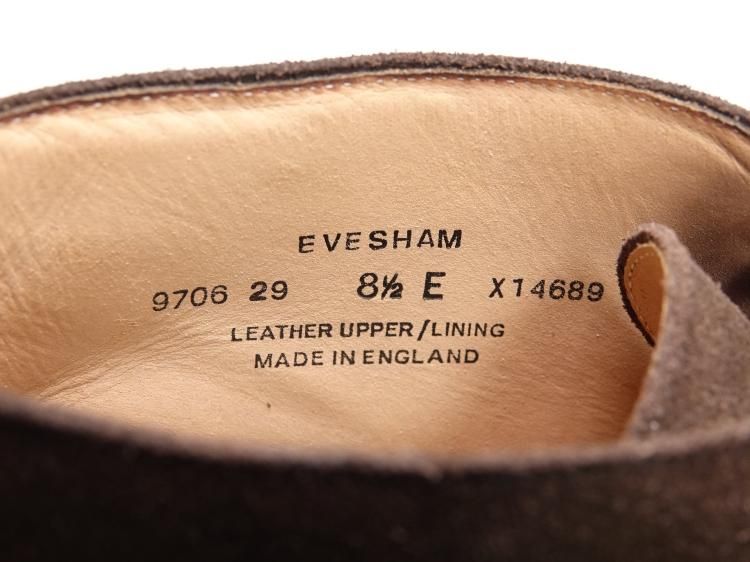 EVESHAM
9706 29 8½ E X14689
LEATHER UPPER/LINING
MADE IN ENGLAND